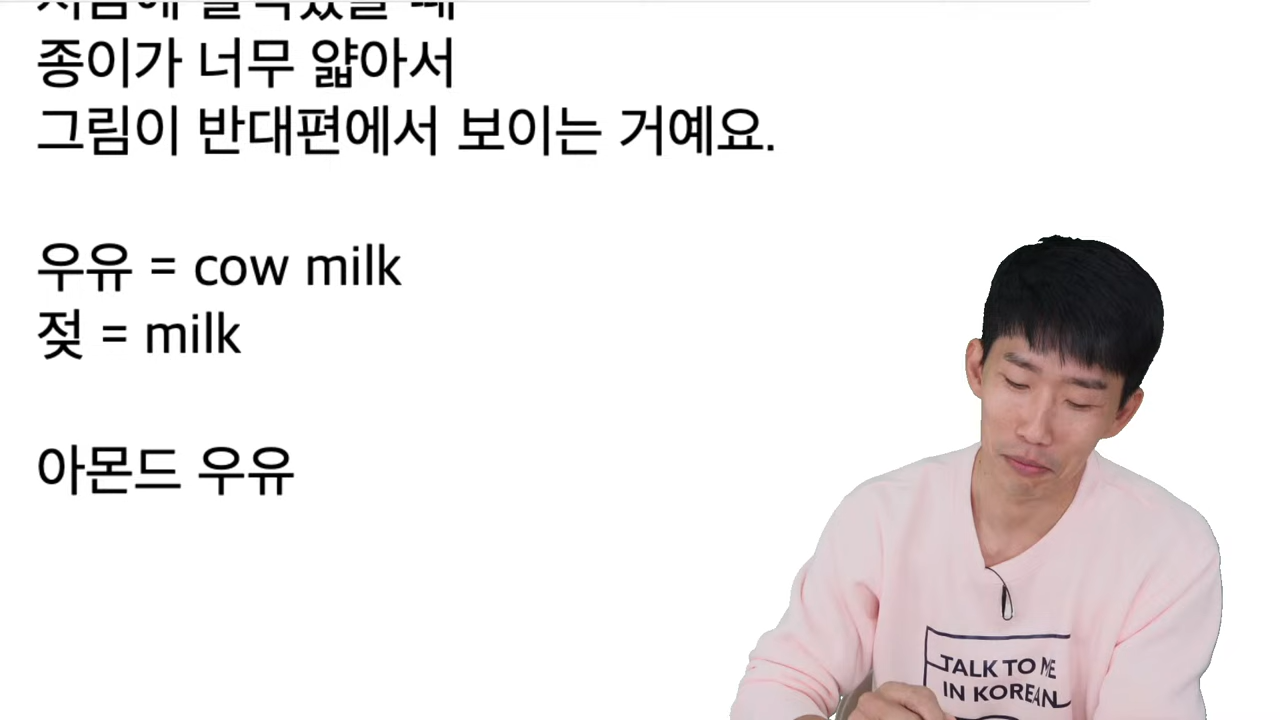 종이가 너무 얇아서
그림이 반대편에서 보이는 거예요.
우유 = cow milk
젖 = milk
아몬드 우유
TALK TO ME
IN KOREAN